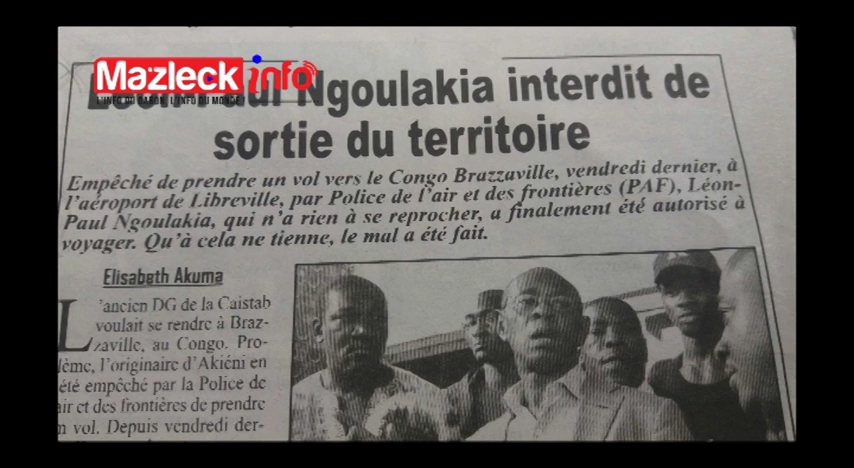 Mazleck info
L'INFO DU GABON, L'INFO DU MONDE!
Ngoulakia interdit de
sortie du territoire
Empêché de prendre un vol vers le Congo Brazzaville, vendredi dernier, à
l'aéroport de Libreville, par Police de l'air et des frontières (PAF), Léon-
Paul Ngoulakia, qui n'a rien à se reprocher, a finalement été autorisé à
voyager. Qu'à cela ne tienne, le mal a été fait.
Elisabeth Akuma
L'ancien DG de la Caistab
voulait se rendre à Braz-
zaville, au Congo. Pro-
lème, l'originaire d'Akiéni en
été empêché par la Police de
air et des frontières de prendre
n vol. Depuis vendredi der-